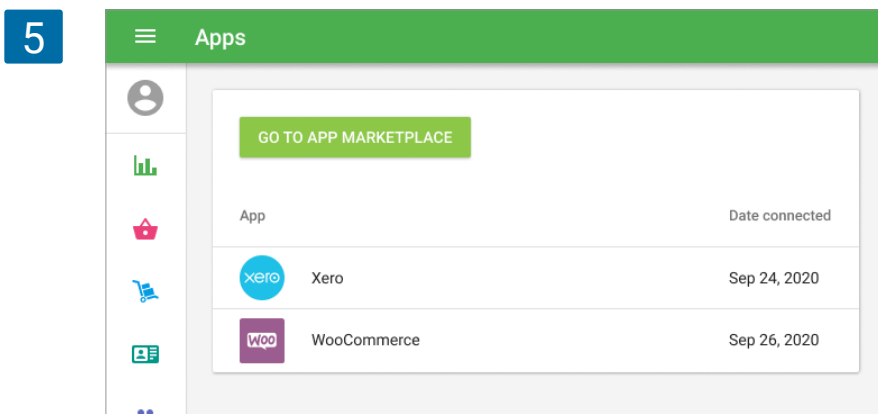 5
Apps
GO TO APP MARKETPLACE
App Date connected
xero Xero Sep 24, 2020
Woo WooCommerce Sep 26, 2020